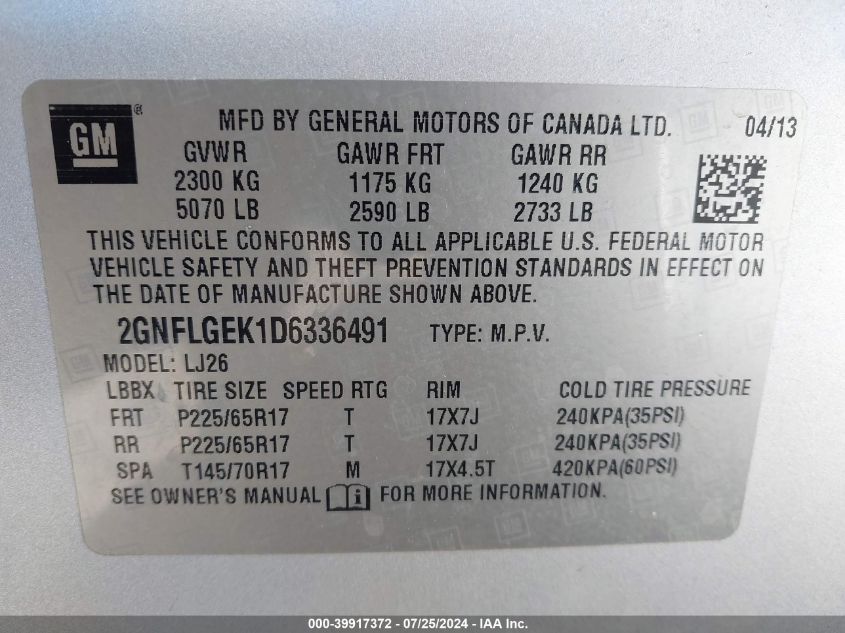 GM ®
MFD BY GENERAL MOTORS OF CANADA LTD. 04/13
GVWR GAWR FRT GAWR RR
2300 KG 1175 KG 1240 KG
5070 LB 2590 LB 2733 LB
THIS VEHICLE CONFORMS TO ALL APPLICABLE U.S. FEDERAL MOTOR
VEHICLE SAFETY AND THEFT PREVENTION STANDARDS IN EFFECT ON
THE DATE OF MANUFACTURE SHOWN ABOVE.
2GNFLGEK1D6336491 TYPE: M.P.V.
MODEL: LJ26
LBBX TIRE SIZE SPEED RTG RIM COLD TIRE PRESSURE
FRT P225/65R17 T 17X7J 240KPA(35PSI)
RR P225/65R17 T 17X7J 240KPA(35PSI)
SPA T145/70R17 M 17X4.5T 420KPA(60PSI)
SEE OWNER'S MANUAL i FOR MORE INFORMATION.
000-39917372 - 07/25/2024 - IAA Inc.